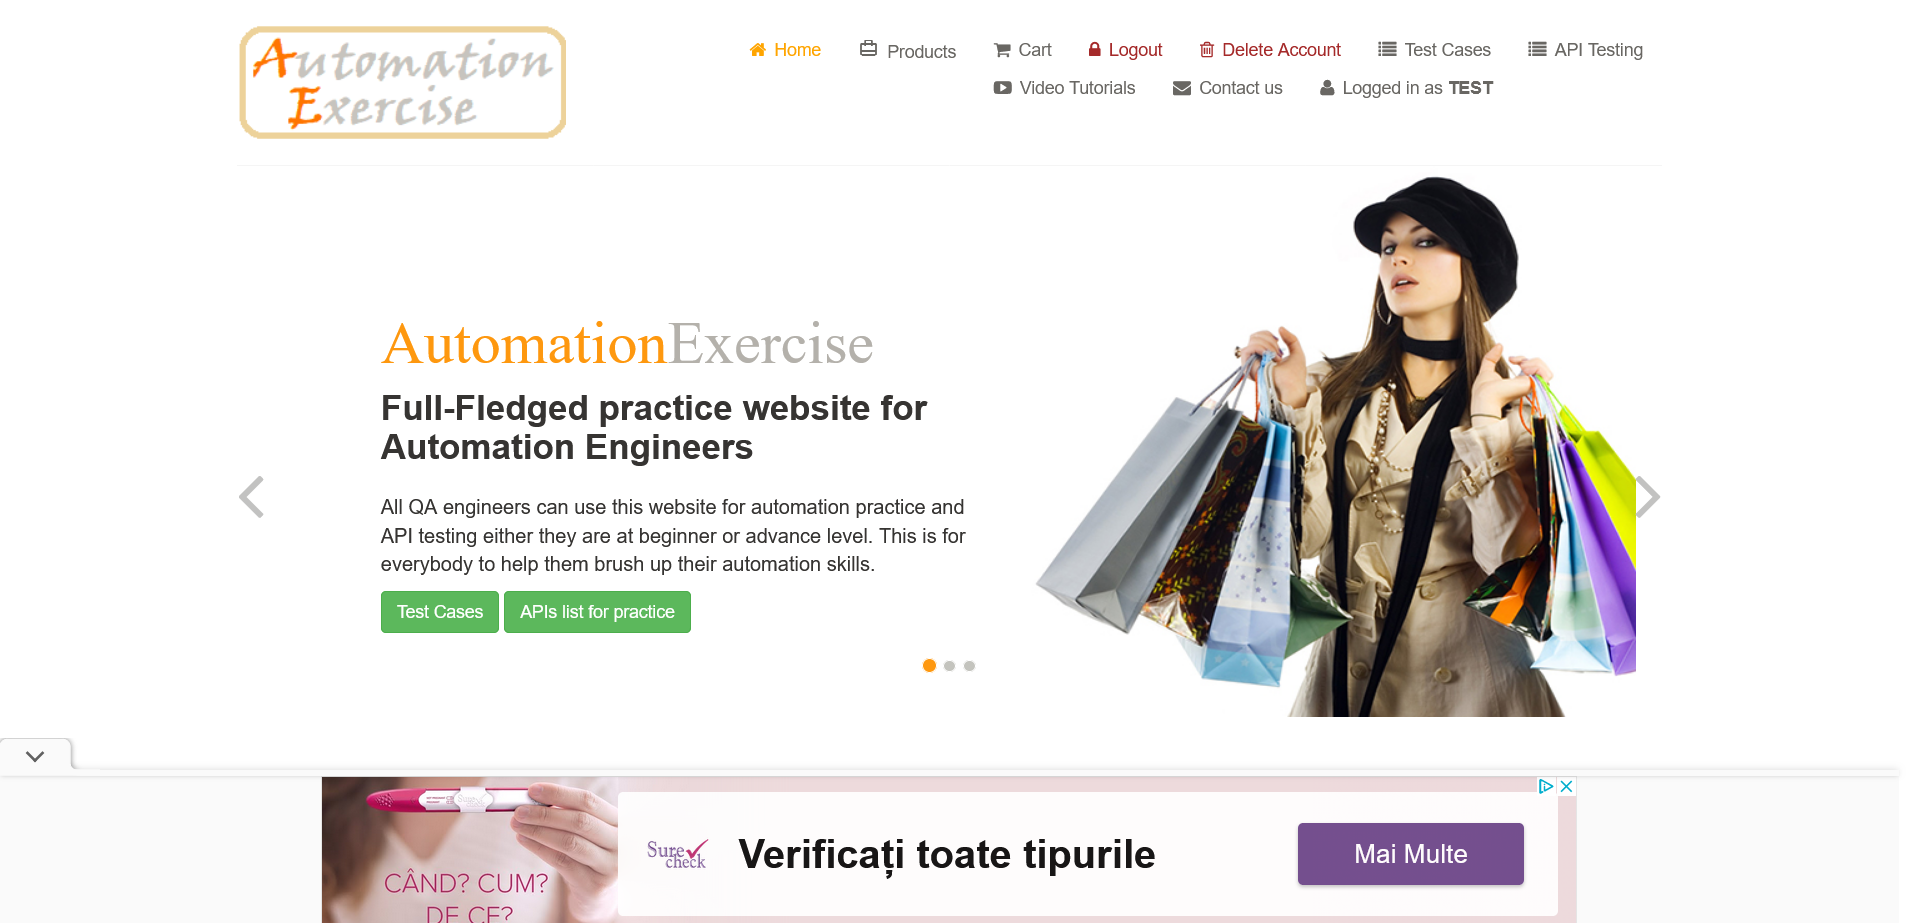 Automation
Exercise
Home Products Cart Logout Delete Account Test Cases API Testing
Video Tutorials Contact us Logged in as TEST
AutomationExercise
Full-Fledged practice website for
Automation Engineers
All QA engineers can use this website for automation practice and
API testing either they are at beginner or advance level. This is for
everybody to help them brush up their automation skills.
Test Cases APIs list for practice
CÂND? CUM?
DE CE?
Sure
check
Verificați toate tipurile
Mai Multe